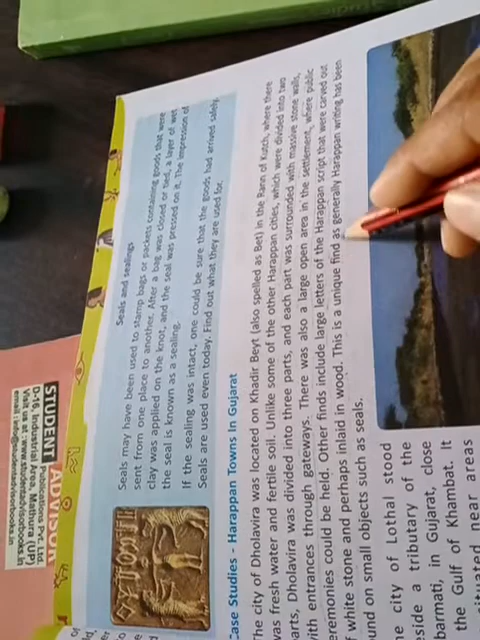 Seals and sealings
Seals may have been used to stamp bags or packets containing goods that were
sent from one place to another. After a bag was closed or tied, a layer of wet
clay was applied on the knot, and the seal was pressed on it. The impression of
the seal is known as a sealing.
If the sealing was intact, one could be sure that the goods had arrived safely.
Seals are used even today. Find out what they are used for.
Case Studies - Harappan Towns In Gujarat
The city of Dholavira was located on Khadir Beyt (also spelled as Bet) in the Rann of Kutch, where there
was fresh water and fertile soil. Unlike some of the other Harappan cities, which were divided into two
arts, Dholavira was divided into three parts, and each part was surrounded with massive stone walls,
ith entrances through gateways. There was also a large open area in the settlement, where public
eremonies could be held. Other finds include large letters of the Harappan script that were carved out
f white stone and perhaps inlaid in wood. This is a unique find as generally Harappan writing has been
und on small objects such as seals.
e city of Lothal stood
side a tributary of the
barmati, in Gujarat, close
the Gulf of Khambat. It
situated near areas
STUDENT
ADVISOR
Publications Pvt. Ltd.
D-16, Industrial Area, Mathura (UP)
Visit us at : www.studentadvisorbooks.in
email : info@studentadvisorbooks.in